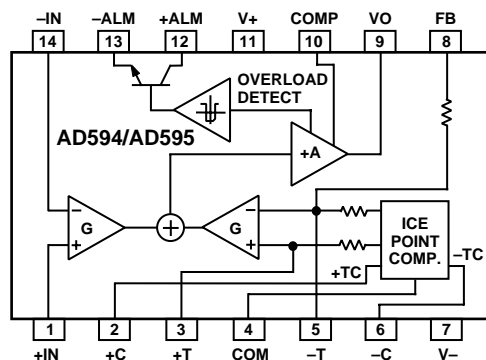 –IN –ALM +ALM V+ COMP VO FB
14 13 12 11 10 9 8
OVERLOAD
DETECT
AD594/AD595
+A
– G +
G – +
+
ICE
POINT
COMP.
–TC
+TC
1 2 3 4 5 6 7
+IN +C +T COM –T –C V–